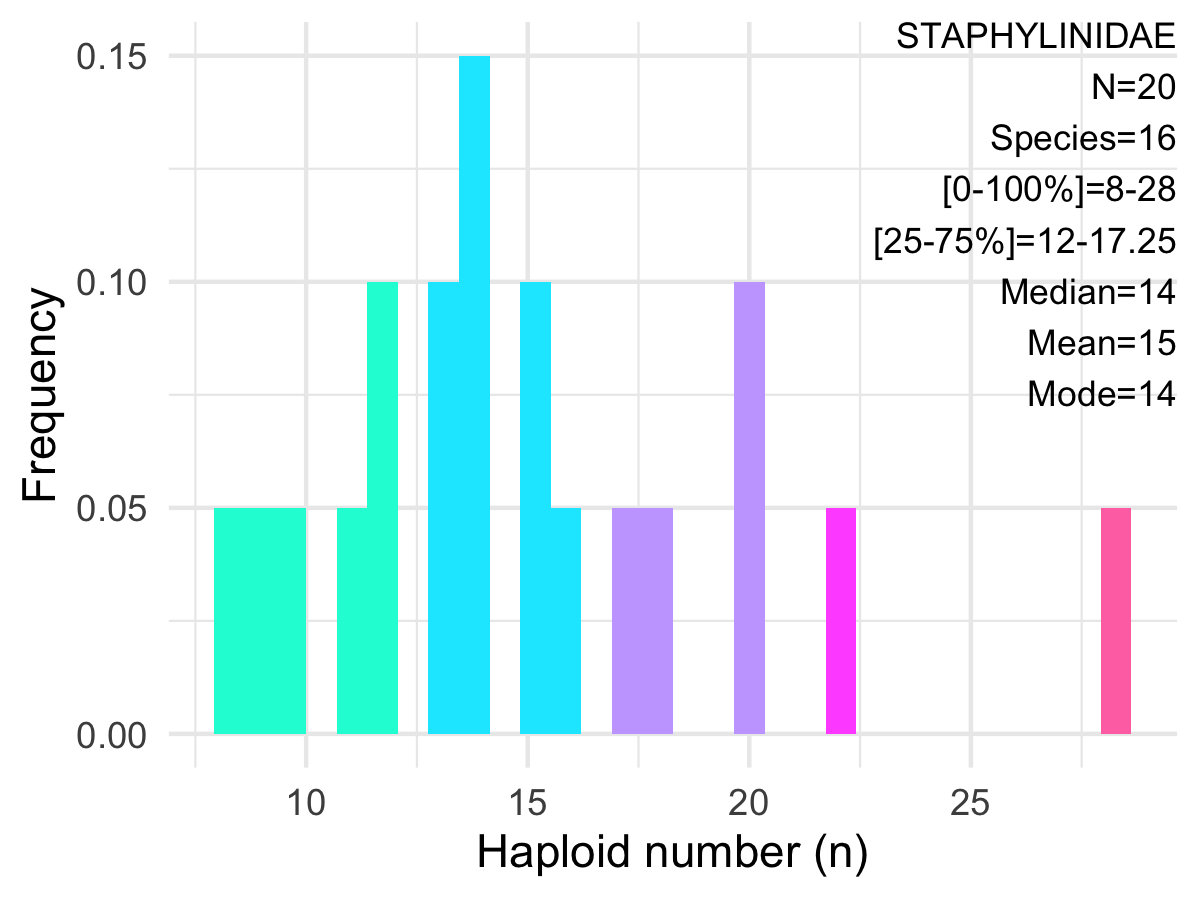 STAPHYLINIDAE
N=20
Species=16
[0-100%]=8-28
[25-75%]=12-17.25
Median=14
Mean=15
Mode=14
Frequency
0.15
0.10
0.05
0.00
10 15 20 25
Haploid number (n)